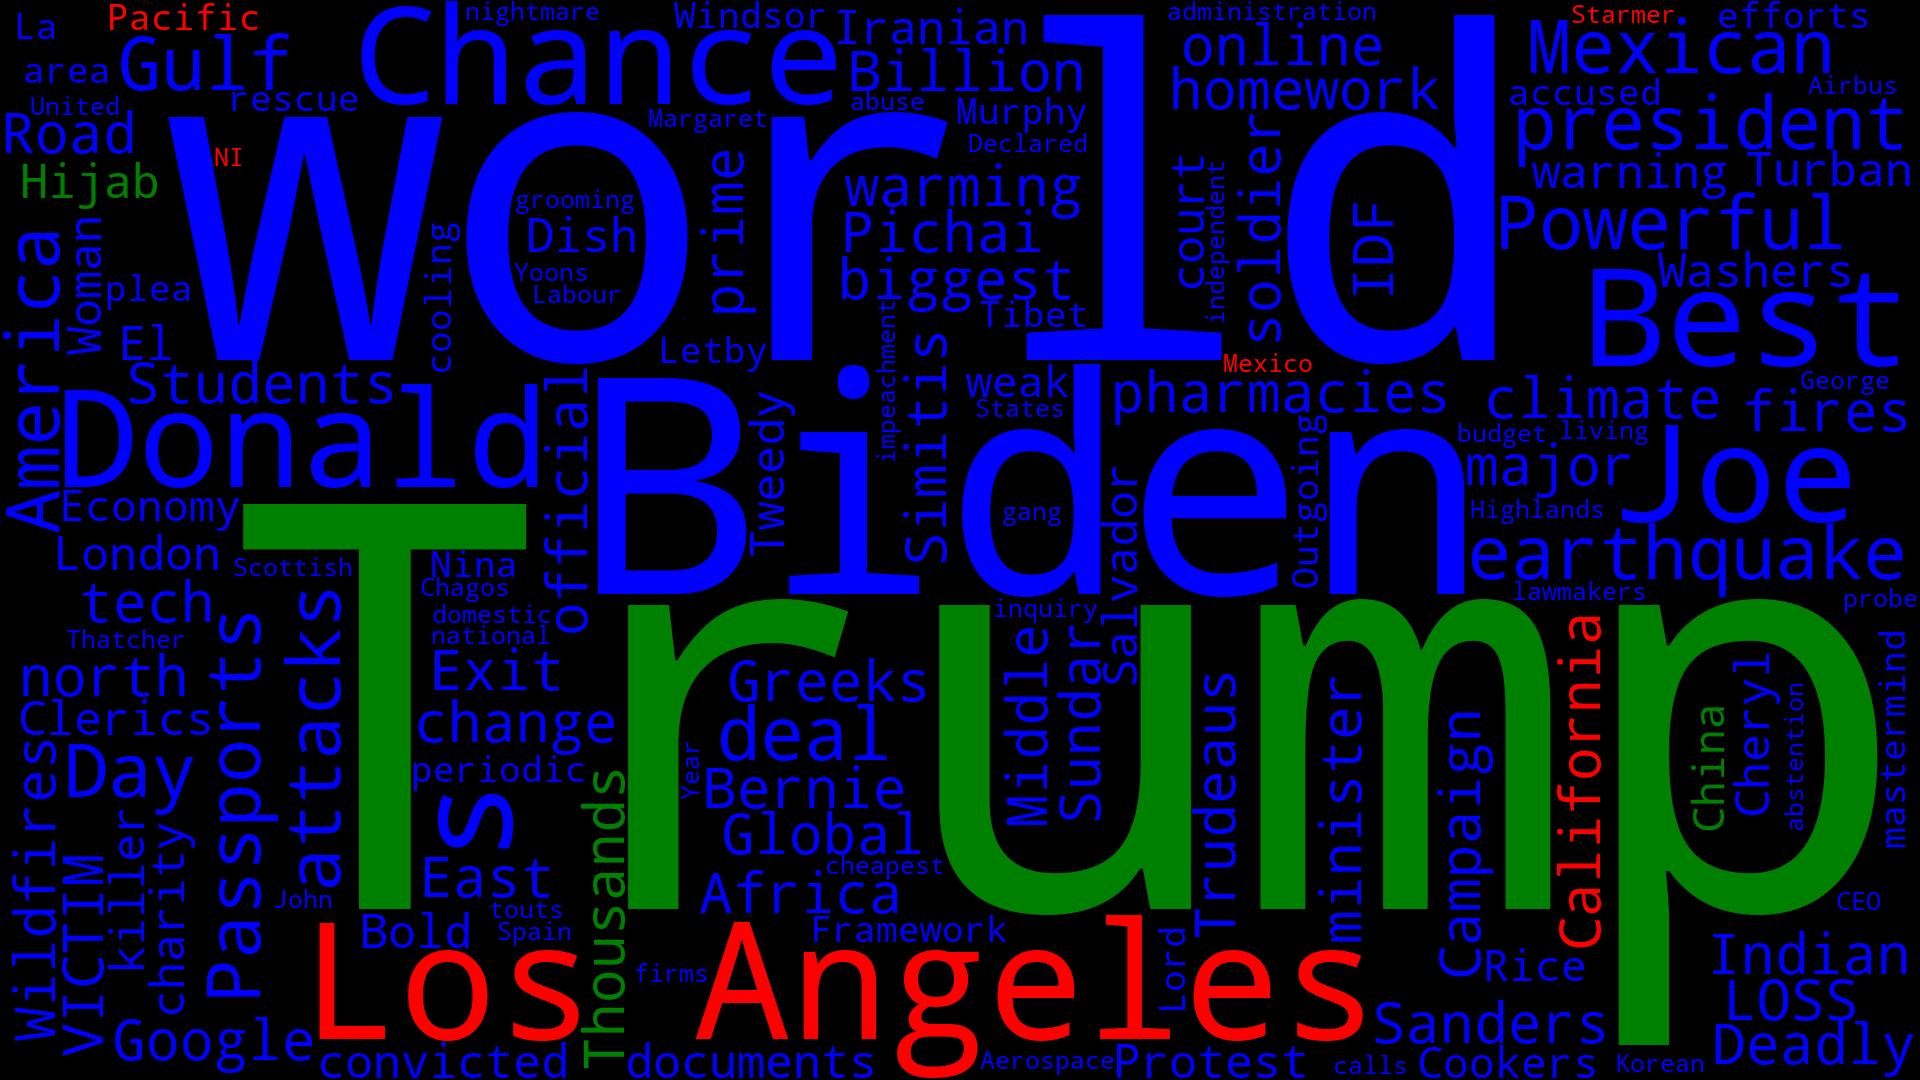 La
Pacific
Gulf
area
United
rescue
Road
Hijab
NI
Chance
nightmare
Windsor
Iranian
Billion
abuse
Murphy
Margaret
Declared
administration
online
homework
Starmer
efforts
Mexican
accused
Airbus
president
warning
Turban
world
grooming
Dish
Yoons
Labour
cooling
prime
warming
Pichai
biggest
Tibet
court
independent
soldier
IDF
Powerful
Washers
Best
America
Woman
plea
El
Letby
Mexico
Students
Donald
official
Biden
Tweedy
impeachment
Simitis
weak
States
pharmacies
climate
George
fires
budget
living
major
Joe
Outgoing
Highlands
gang
Salvador
earthquake
Economy
London
Scottish
tech
Thatcher
north
Clerics
Day
Passports
attacks
Nina
Chagos
domestic
national
Exit
change
periodic
s
East
Trump
inquiry
lawmakers
probe
Greeks
deal
Year
Bernie
Global
cheapest
Africa
Framework
Middle
Sundar
Trudeaus
minister
Campaign
California
China
Cheryl
abstention
mastermind
CEO
Wildfires
VICTIM
killer
charity
John
Bold
touts
Spain
Thousands
firms
Los Angeles
Lord
Rice
Indian
LOSS
Sanders
Deadly
Google
convicted
documents
Aerospace
Protest
calls
Cookers
Korean